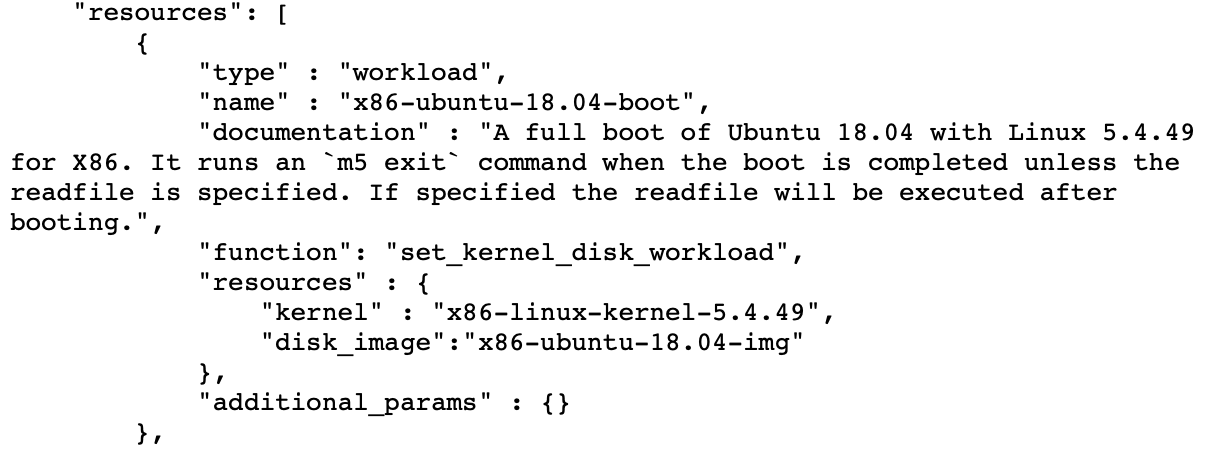 "resources": [
{
"type" : "workload",
"name" : "x86-ubuntu-18.04-boot",
"documentation" : "A full boot of Ubuntu 18.04 with Linux 5.4.49
for X86. It runs an `m5 exit` command when the boot is completed unless the
readfile is specified. If specified the readfile will be executed after
booting.",
"function": "set_kernel_disk_workload",
"resources" : {
"kernel" : "x86-linux-kernel-5.4.49",
"disk_image":"x86-ubuntu-18.04-img"
},
"additional_params" : {}
},